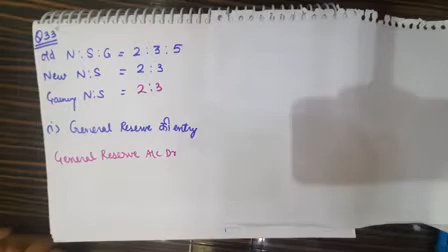 Q33
Old N:S:G = 2:3:5
New N:S = 2:3
Gaining N:S = 2:3
(i) General Reserve की entry
General Reserve A/C Dr